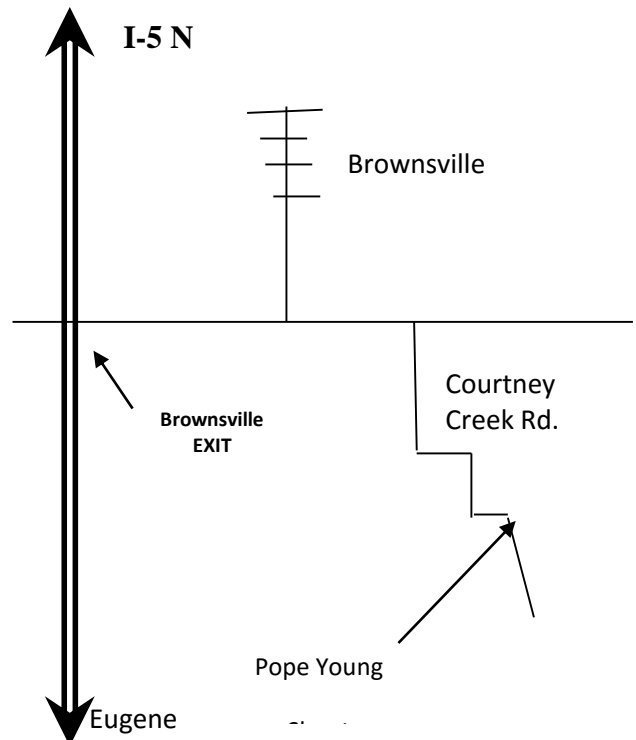 I-5 N
Brownsville
Courtney
Creek Rd.
Brownsville
EXIT
Pope Young
Eugene